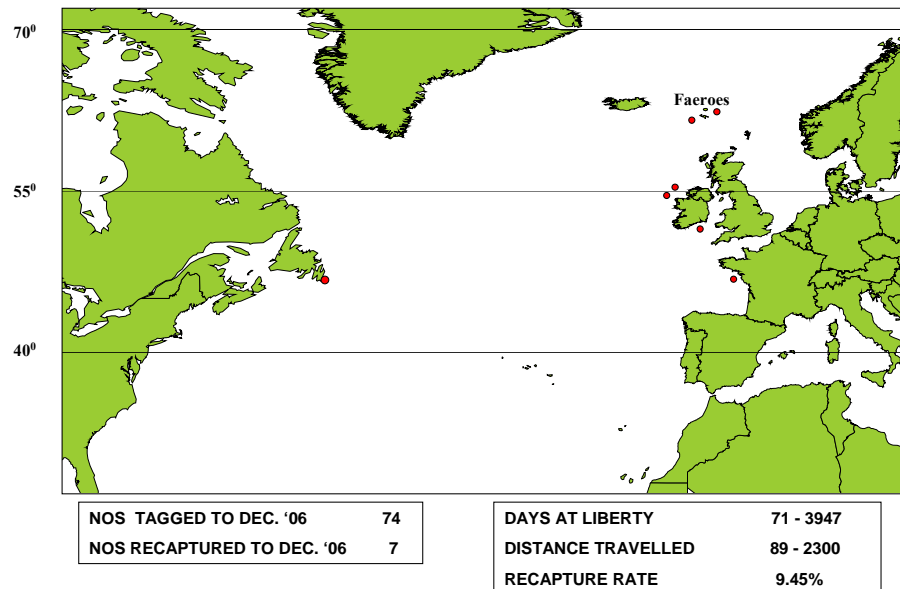 70⁰
Faeroes
55⁰
40⁰
NOS TAGGED TO DEC. ‘06 74
NOS RECAPTURED TO DEC. ‘06 7
DAYS AT LIBERTY 71 - 3947
DISTANCE TRAVELLED 89 - 2300
RECAPTURE RATE 9.45%